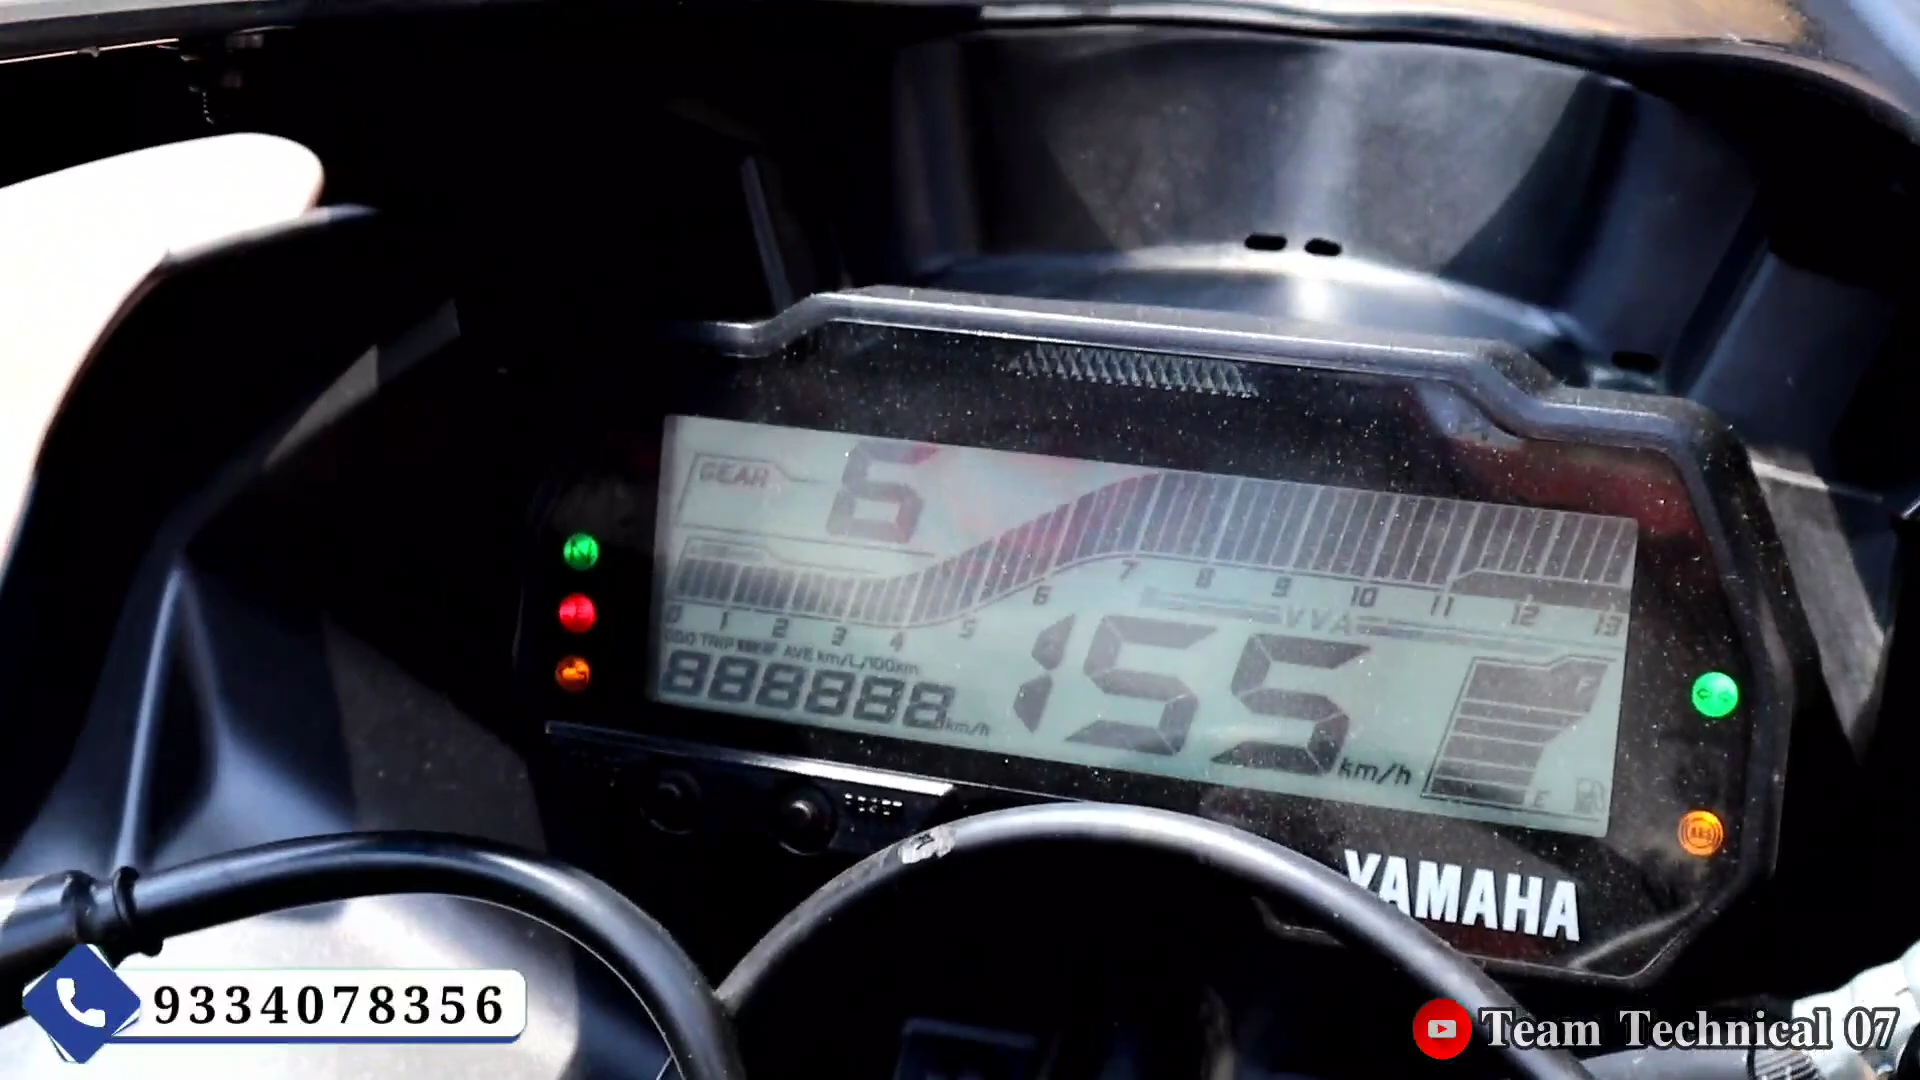 GEAR 6
0 1 2 3 4 5 6 7 8 9 10 11 12 13
VVA
ODO TRIP
AVE km/L/100km
888888 km/h
155 km/h
F
E
N
ABS
YAMAHA
9334078356
Team Technical 07